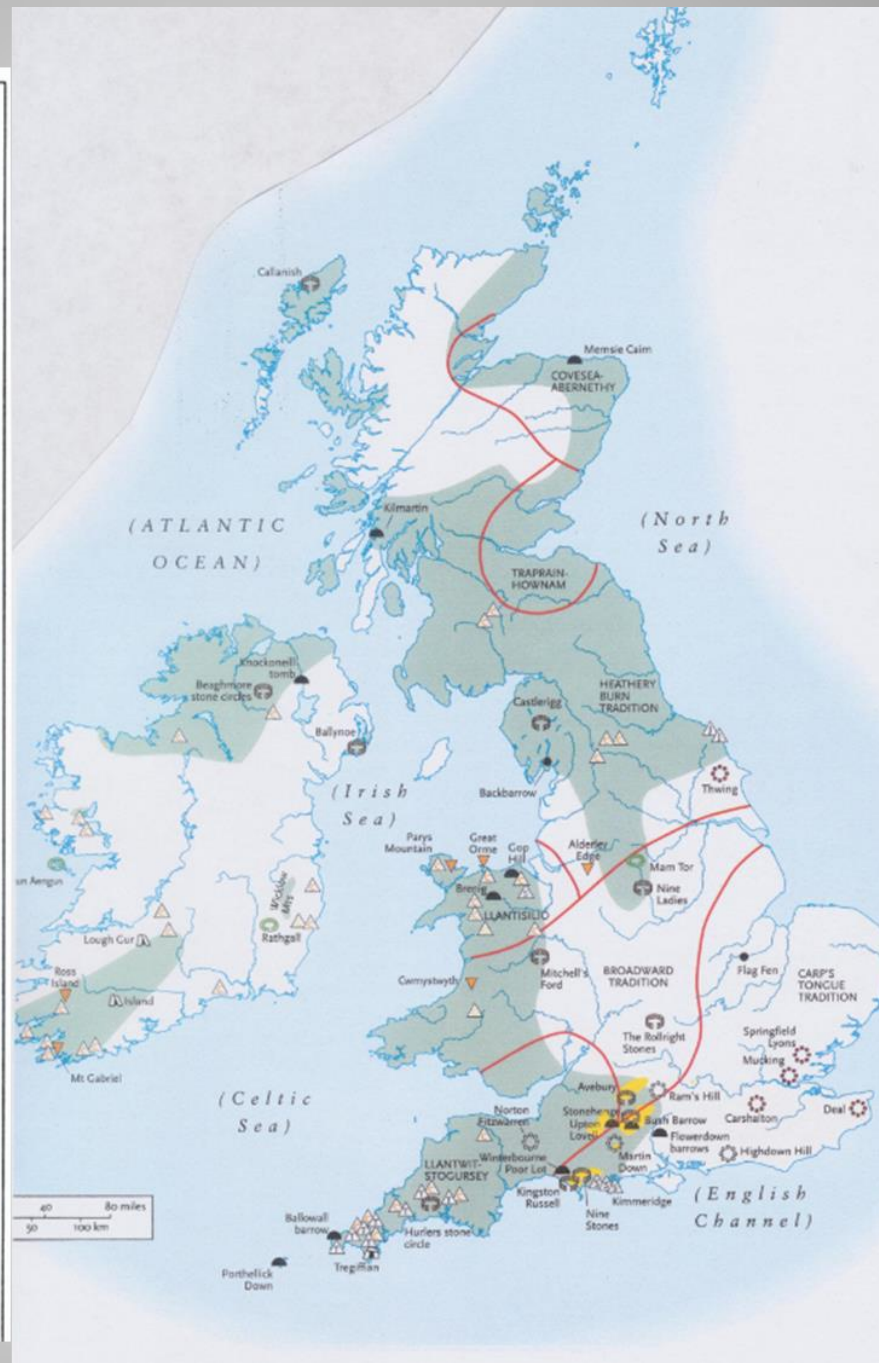 Callanish
Memsie Cairn
COVESEA-
ABERNETHY
(ATLANTIC
OCEAN)
Kilmartin
(North
Sea)
TRAPRAIN-
HOWNAM
Knockoneill
tomb
Beaghmore
stone circles
HEATHERY
BURN
TRADITION
Castlerigg
Ballynoe
(Irish
Sea)
Backbarrow
Thwing
Parys
Mountain
Great
Orme
Gop
Hill
Alderley
Edge
Mam Tor
Brenig
Nine
Ladies
Aengus
Wicklow
Mts
LLANTISILIO
Rathgall
Lough Gur
Ross
Island
Island
Cwmystwyth
Mitchell's
Ford
BROADWARD
TRADITION
Flag Fen
CARP'S
TONGUE
TRADITION
The Rollright
Stones
Springfield
Lyons
Mucking
Mt Gabriel
(Celtic
Sea)
Avebury
Ram's Hill
Norton
Fitzwarren
Stonehenge
Upton
Lovell
Bush Barrow
Carshalton
Deal
Flowerdown
barrows
Highdown Hill
Winterbourne
Poor Lot
Martin
Down
LLANTWIT-
STOGURSEY
Kingston
Russell
Kimmeridge
Nine
Stones
(English
Channel)
40 80 miles
50 100 km
Ballowall
barrow
Hurlers stone
circle
Tregiffian
Porthellick
Down